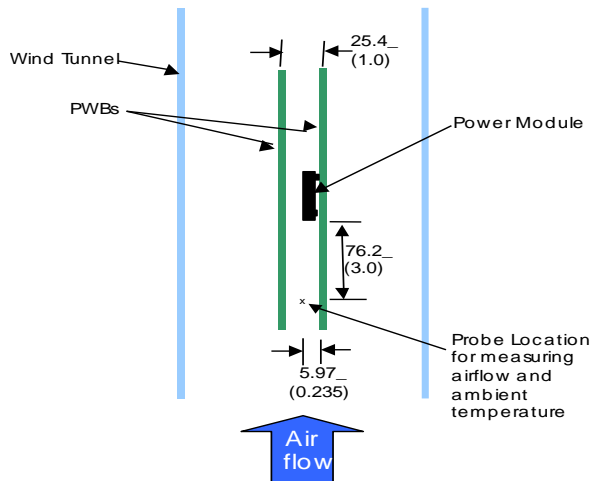 25.4_
(1.0)
Wind Tunnel
PWBs
Power Module
76.2_
(3.0)
x
Probe Location
for measuring
airflow and
ambient
temperature
5.97_
(0.235)
Air
flow